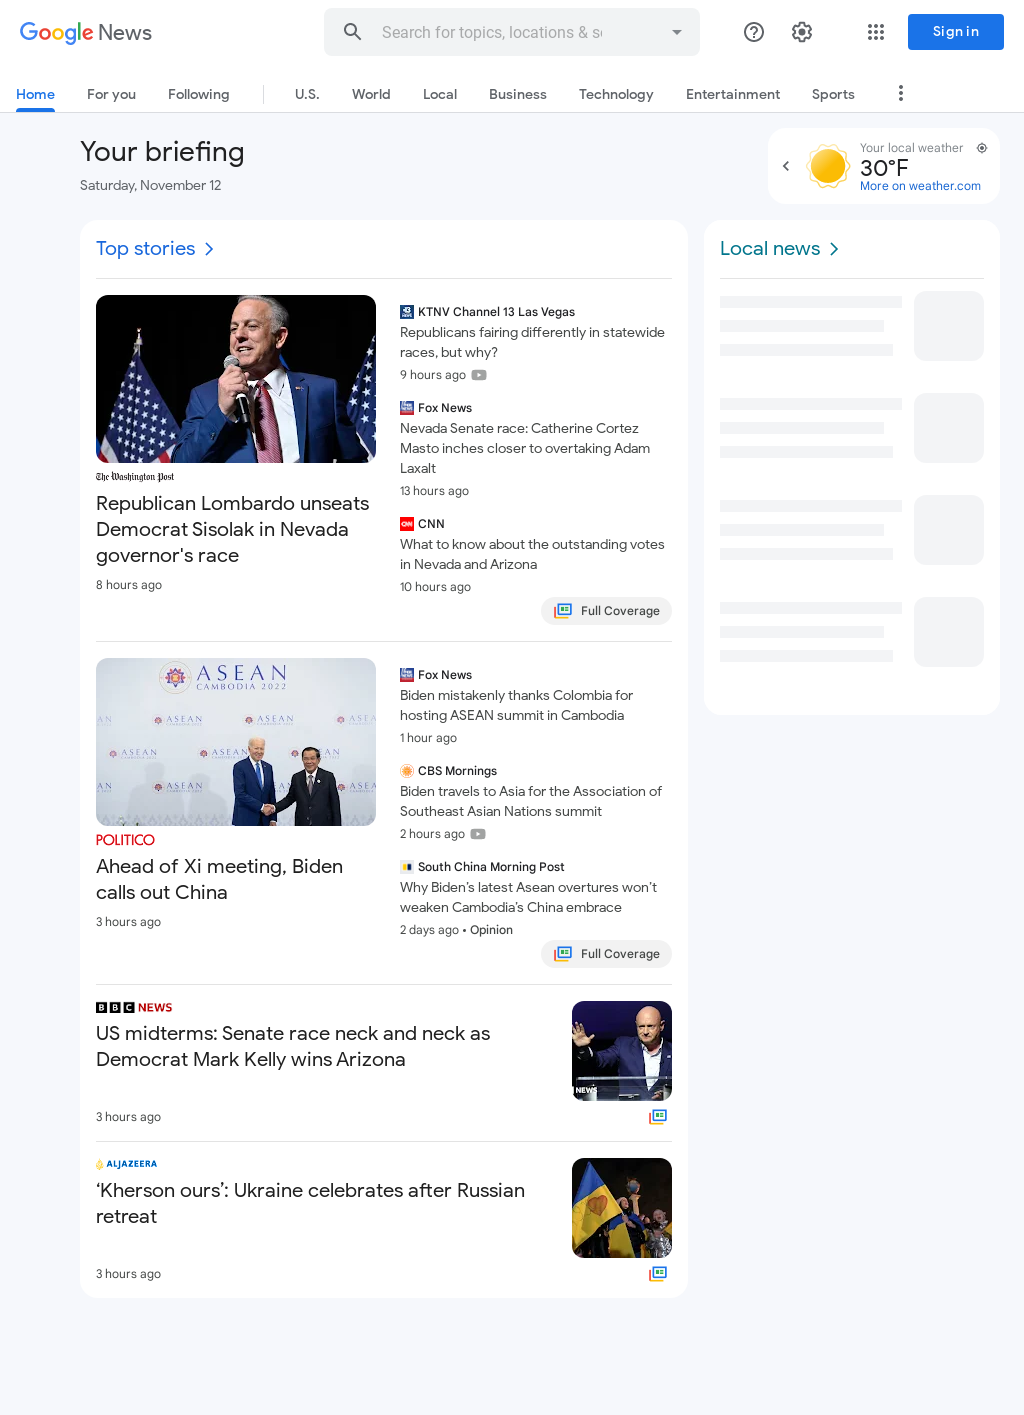 Google News
Search for topics, locations & s
Sign in
Home
For you
Following
U.S.
World
Local
Business
Technology
Entertainment
Sports
Your briefing
Saturday, November 12
Your local weather
30°F
More on weather.com
Top stories
The Washington Post
Republican Lombardo unseats
Democrat Sisolak in Nevada
governor's race
8 hours ago
KTNV Channel 13 Las Vegas
Republicans fairing differently in statewide
races, but why?
9 hours ago
Fox News
Nevada Senate race: Catherine Cortez
Masto inches closer to overtaking Adam
Laxalt
13 hours ago
CNN
What to know about the outstanding votes
in Nevada and Arizona
10 hours ago
Full Coverage
ASEAN
CAMBODIA 2022
ASEAN
ASEAN
ASEAN
ASEAN
ASEAN
ASEAN
ASEAN
ASEAN
POLITICO
Ahead of Xi meeting, Biden
calls out China
3 hours ago
Fox News
Biden mistakenly thanks Colombia for
hosting ASEAN summit in Cambodia
1 hour ago
CBS Mornings
Biden travels to Asia for the Association of
Southeast Asian Nations summit
2 hours ago
South China Morning Post
Why Biden’s latest Asean overtures won’t
weaken Cambodia’s China embrace
2 days ago • Opinion
Full Coverage
BBC NEWS
US midterms: Senate race neck and neck as
Democrat Mark Kelly wins Arizona
NEWS
3 hours ago
ALJAZEERA
‘Kherson ours’: Ukraine celebrates after Russian
retreat
3 hours ago
Local news